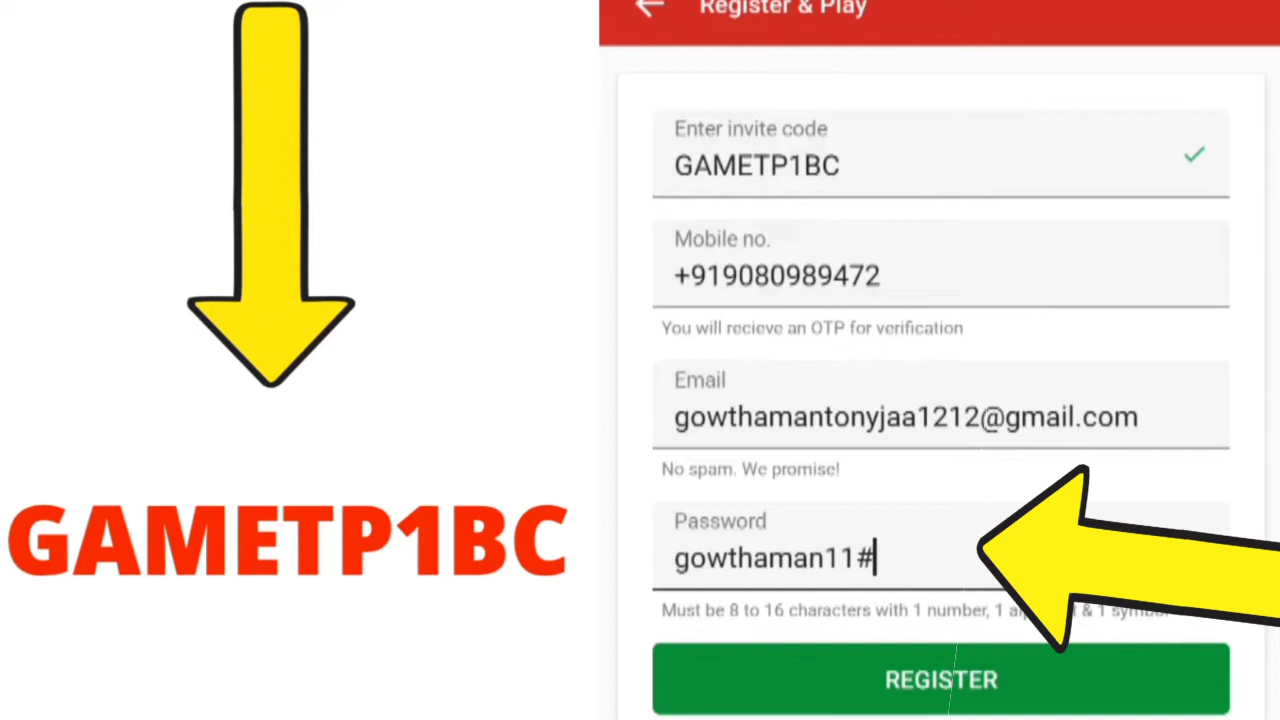 Register & Play
Enter invite code
GAMETP1BC
Mobile no.
+919080989472
You will recieve an OTP for verification
Email
gowthamantonyjaa1212@gmail.com
No spam. We promise!
Password
gowthaman11#
Must be 8 to 16 characters with 1 number, 1 & 1
REGISTER
GAMETP1BC